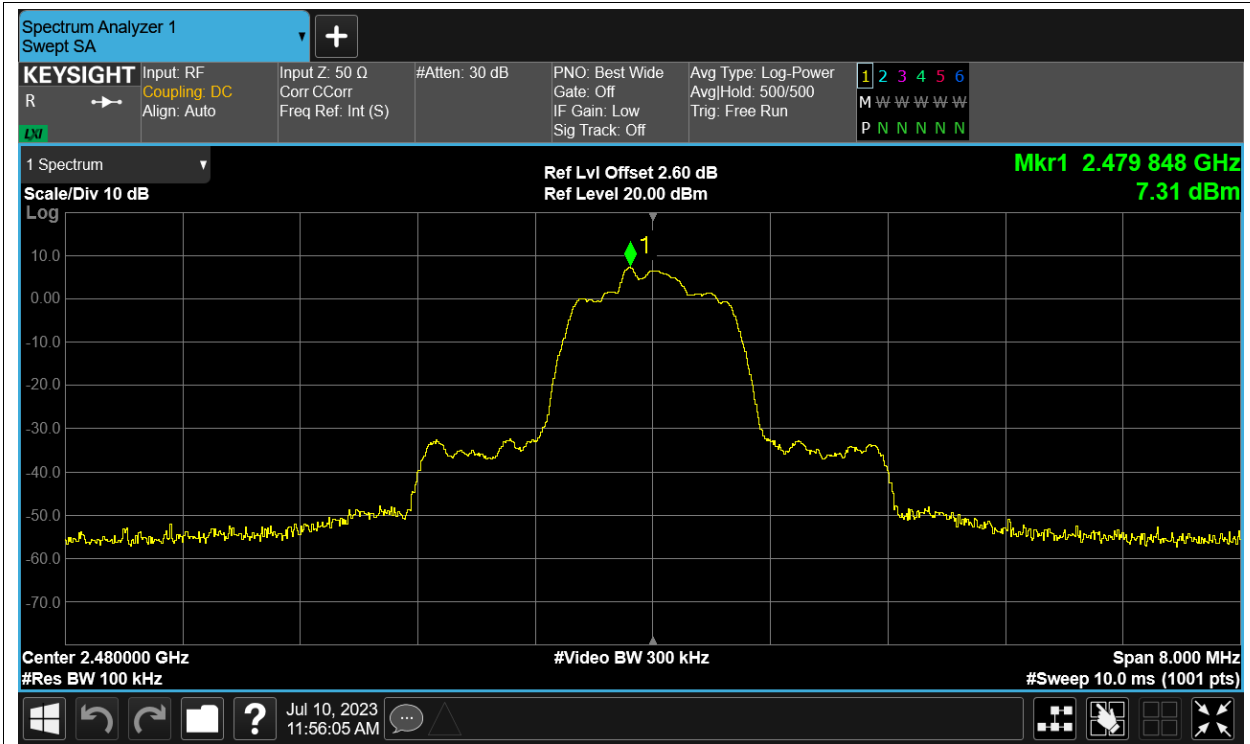 Spectrum Analyzer 1
Swept SA
KEYSIGHT
R
LXI
Input: RF
Coupling: DC
Align: Auto
Input Z: 50 Ω
Corr CCorr
Freq Ref: Int (S)
#Atten: 30 dB
PNO: Best Wide
Gate: Off
IF Gain: Low
Sig Track: Off
Avg Type: Log-Power
Avg|Hold: 500/500
Trig: Free Run
1 2 3 4 5 6
M W W W W W
P N N N N N
1 Spectrum
Scale/Div 10 dB
Log
Ref Lvl Offset 2.60 dB
Ref Level 20.00 dBm
Mkr1 2.479 848 GHz
7.31 dBm
1
10.0
0.00
-10.0
-20.0
-30.0
-40.0
-50.0
-60.0
-70.0
Center 2.480000 GHz
#Res BW 100 kHz
#Video BW 300 kHz
Span 8.000 MHz
#Sweep 10.0 ms (1001 pts)
?
Jul 10, 2023
11:56:05 AM